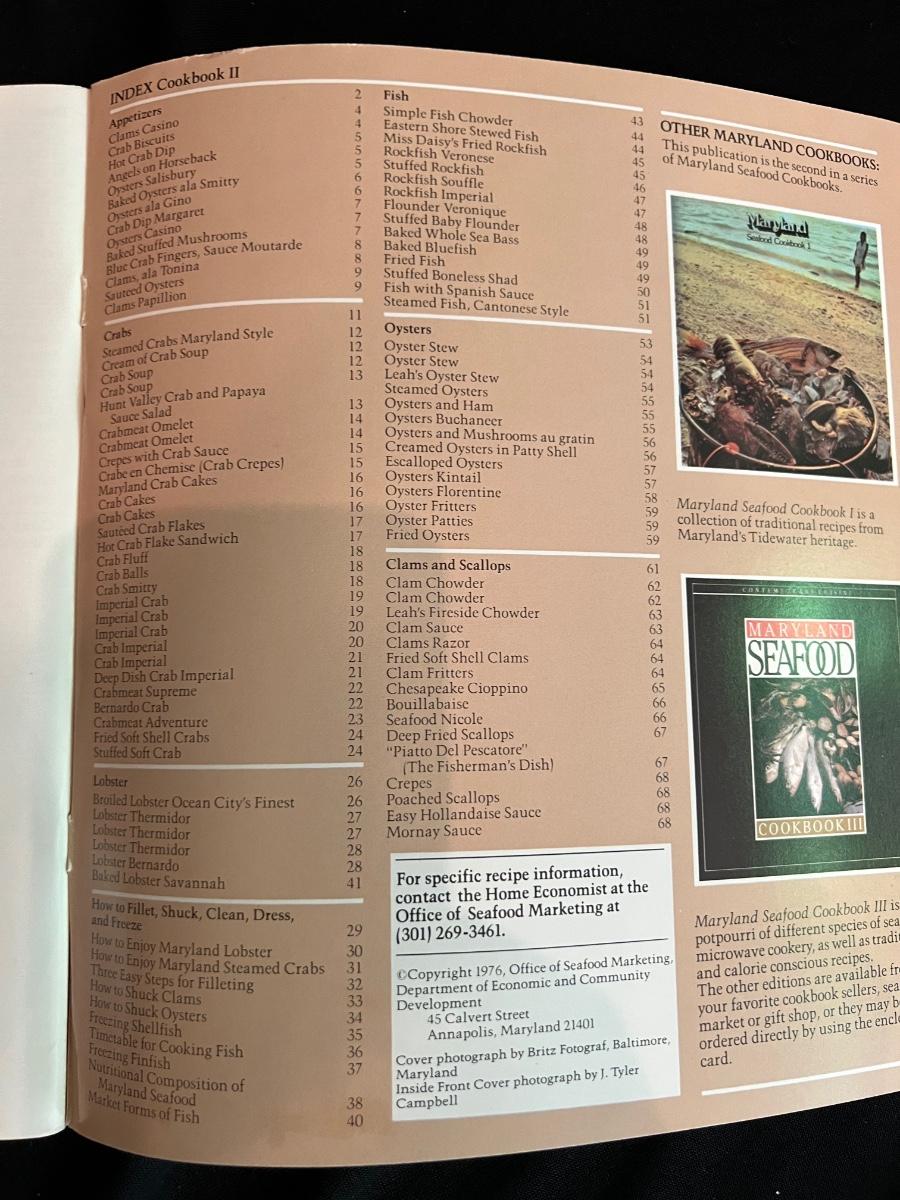 INDEX Cookbook II
Appetizers 2
Clams Casino 4
Crab Biscuits 4
Hot Crab Dip 5
Angels on Horseback 5
Oysters Salisbury 5
Baked Oysters ala Smitty 6
Oysters ala Gino 6
Crab Dip Margaret 7
Oysters Casino 7
Baked Stuffed Mushrooms 7
Blue Crab Fingers, Sauce Moutarde 8
Clams, ala Tonina 8
Sauteed Oysters 9
Clams Papillion 9
Crabs 11
Steamed Crabs Maryland Style 12
Cream of Crab Soup 12
Crab Soup 12
Crab Soup 13
Hunt Valley Crab and Papaya
Sauce Salad 13
Crabmeat Omelet 14
Crabmeat Omelet 14
Crepes with Crab Sauce 15
Crabe en Chemise (Crab Crepes) 15
Maryland Crab Cakes 16
Crab Cakes 16
Crab Cakes 16
Sautéed Crab Flakes 17
Hot Crab Flake Sandwich 17
Crab Fluff 18
Crab Balls 18
Crab Smitty 18
Imperial Crab 19
Imperial Crab 19
Imperial Crab 20
Crab Imperial 20
Crab Imperial 21
Deep Dish Crab Imperial 21
Crabmeat Supreme 22
Bernardo Crab 22
Crabmeat Adventure 23
Fried Soft Shell Crabs 24
Stuffed Soft Crab 24
Lobster 26
Broiled Lobster Ocean City's Finest 26
Lobster Thermidor 27
Lobster Thermidor 27
Lobster Thermidor 28
Lobster Bernardo 28
Baked Lobster Savannah 41
How to Fillet, Shuck, Clean, Dress,
and Freeze 29
How to Enjoy Maryland Lobster 30
How to Enjoy Maryland Steamed Crabs 31
Three Easy Steps for Filleting 32
How to Shuck Clams 33
How to Shuck Oysters 34
Freezing Shellfish 35
Timetable for Cooking Fish 36
Freezing Finfish 37
Nutritional Composition of
Maryland Seafood 38
Market Forms of Fish 40
Fish 43
Simple Fish Chowder 44
Eastern Shore Stewed Fish 44
Miss Daisy's Fried Rockfish 45
Rockfish Veronese 45
Stuffed Rockfish 46
Rockfish Souffle 47
Rockfish Imperial 47
Flounder Veronique 48
Stuffed Baby Flounder 48
Baked Whole Sea Bass 49
Baked Bluefish 49
Fried Fish 49
Stuffed Boneless Shad 50
Fish with Spanish Sauce 51
Steamed Fish, Cantonese Style 51
Oysters 53
Oyster Stew 54
Oyster Stew 54
Leah's Oyster Stew 54
Steamed Oysters 55
Oysters and Ham 55
Oysters Buchaneer 55
Oysters and Mushrooms au gratin 56
Creamed Oysters in Patty Shell 56
Escalloped Oysters 57
Oysters Kintail 57
Oysters Florentine 58
Oyster Fritters 59
Oyster Patties 59
Fried Oysters 59
Clams and Scallops 61
Clam Chowder 62
Clam Chowder 62
Leah's Fireside Chowder 63
Clam Sauce 63
Clams Razor 64
Fried Soft Shell Clams 64
Clam Fritters 64
Chesapeake Cioppino 65
Bouillabaise 66
Seafood Nicole 66
Deep Fried Scallops 67
"Piatto Del Pescatore"
(The Fisherman's Dish) 67
Crepes 68
Poached Scallops 68
Easy Hollandaise Sauce 68
Mornay Sauce 68
For specific recipe information,
contact the Home Economist at the
Office of Seafood Marketing at
(301) 269-3461.
©Copyright 1976, Office of Seafood Marketing,
Department of Economic and Community
Development
45 Calvert Street
Annapolis, Maryland 21401
Cover photograph by Britz Fotograf, Baltimore,
Maryland
Inside Front Cover photograph by J. Tyler
Campbell
OTHER MARYLAND COOKBOOKS:
This publication is the second in a series
of Maryland Seafood Cookbooks.
Maryland
Seafood Cookbook I
Maryland Seafood Cookbook I is a
collection of traditional recipes from
Maryland's Tidewater heritage.
CONTEMPORARY CUISINE
MARYLAND
SEAFOOD
COOKBOOK III
Maryland Seafood Cookbook III is
potpourri of different species of sea
microwave cookery, as well as tradi
and calorie conscious recipes.
The other editions are available fr
your favorite cookbook sellers, sea
market or gift shop, or they may b
ordered directly by using the encl
card.